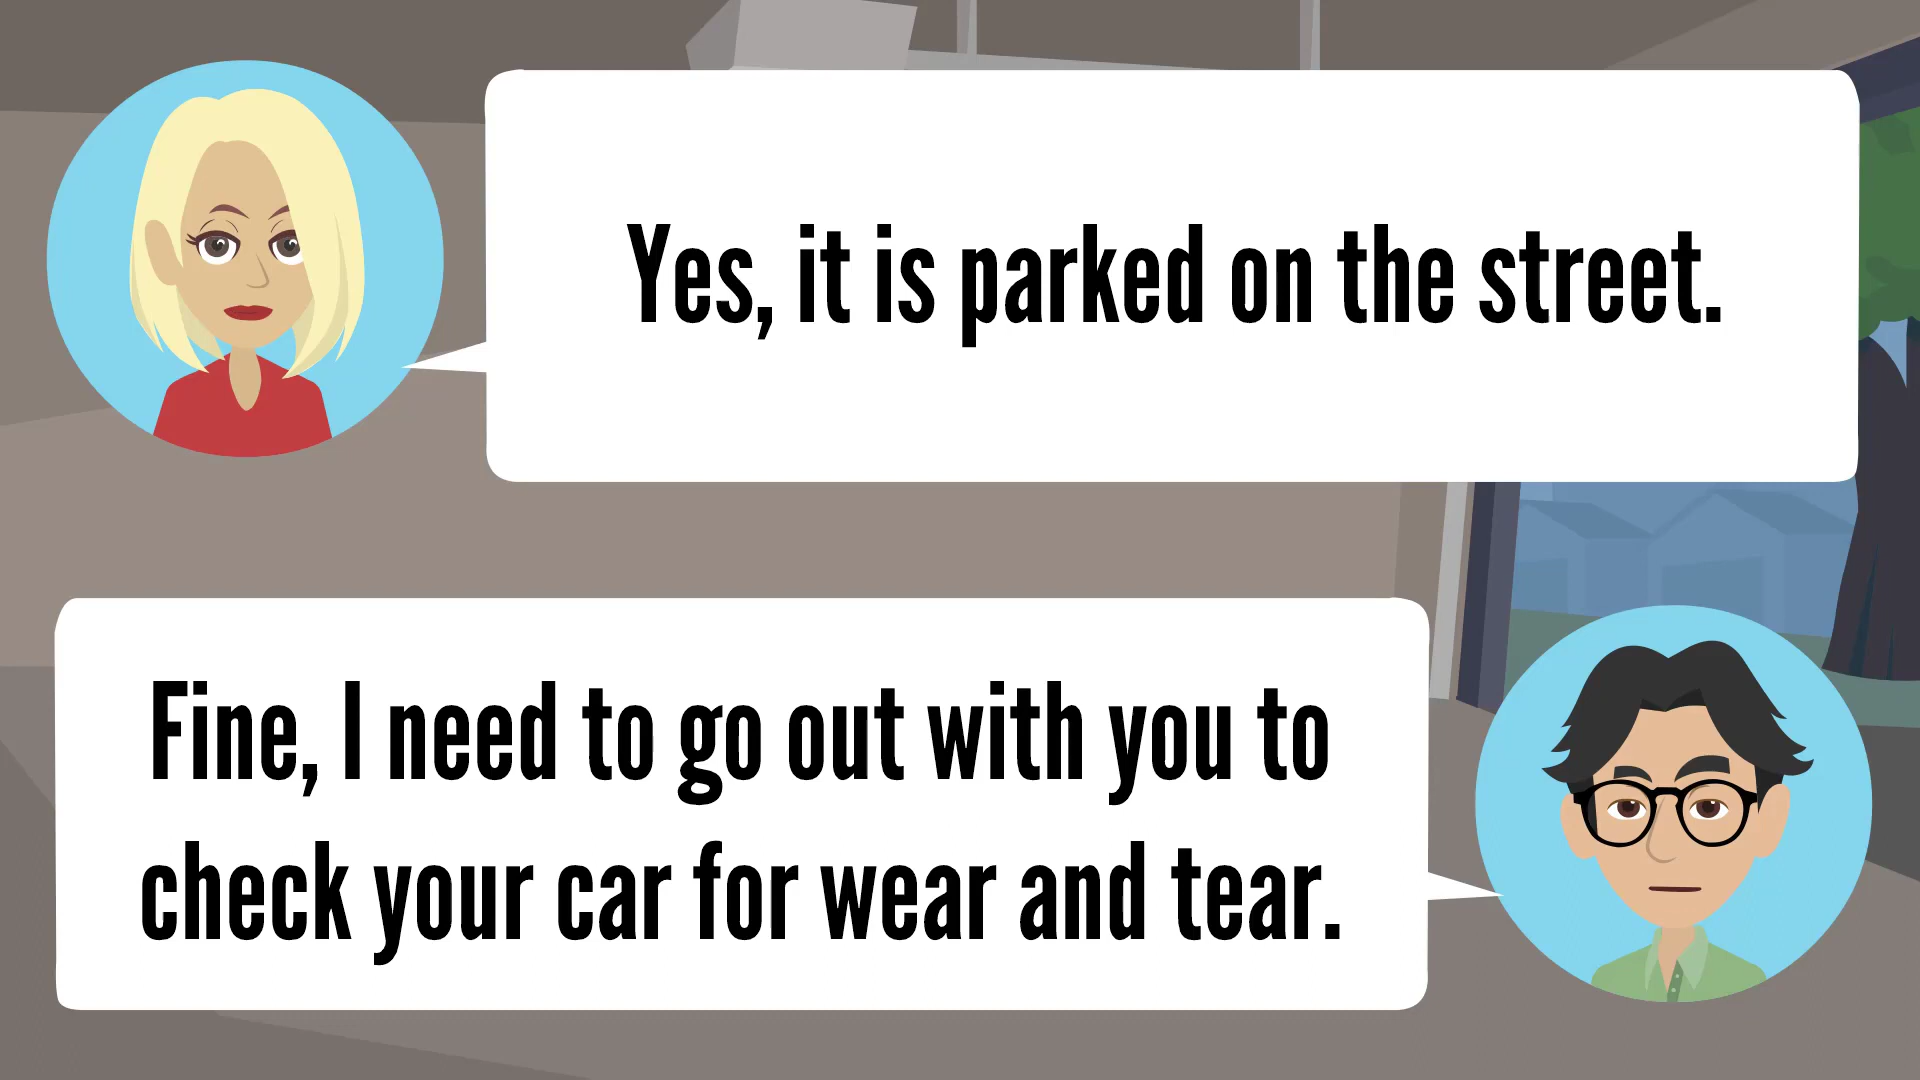 Yes, it is parked on the street.
Fine, I need to go out with you to
check your car for wear and tear.